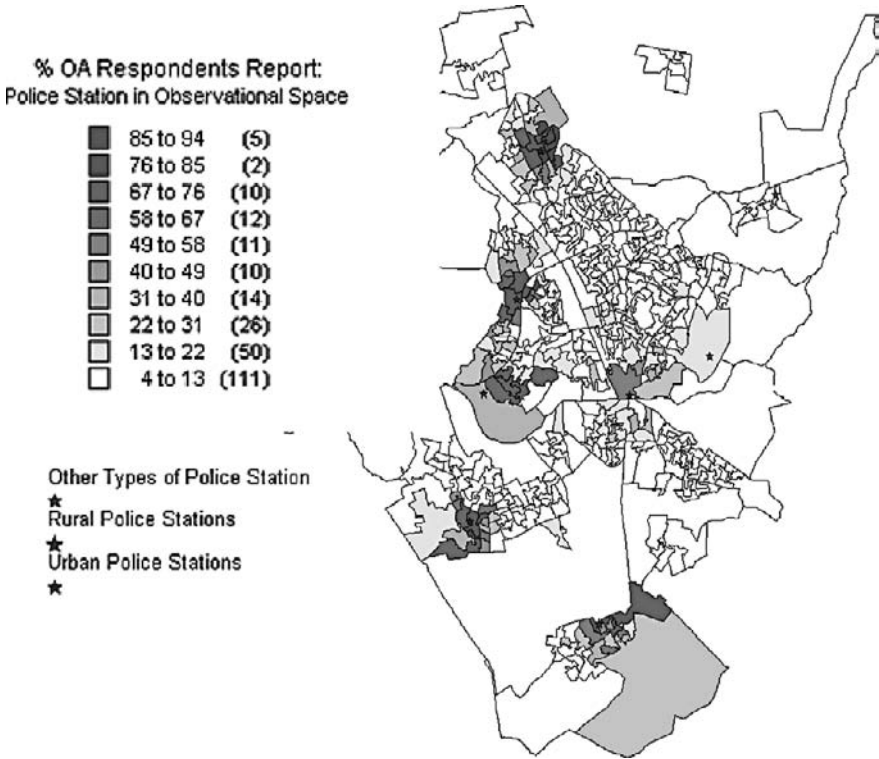 % OA Respondents Report:
Police Station in Observational Space
85 to 94 (5)
76 to 85 (2)
67 to 76 (10)
58 to 67 (12)
49 to 58 (11)
40 to 49 (10)
31 to 40 (14)
22 to 31 (26)
13 to 22 (50)
4 to 13 (111)
Other Types of Police Station
Rural Police Stations
Urban Police Stations